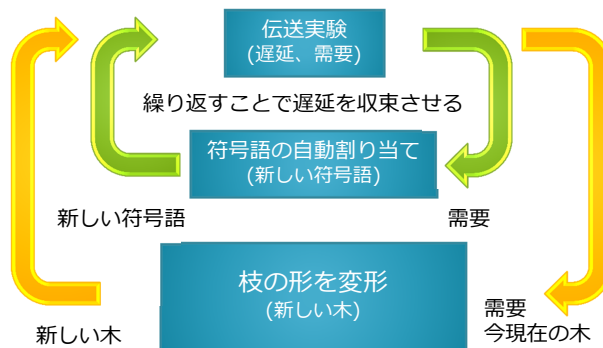 伝送実験
(遅延、需要)
繰り返すことで遅延を収束させる
符号語の自動割り当て
(新しい符号語)
新しい符号語
需要
枝の形を変形
(新しい木)
新しい木
需要
今現在の木